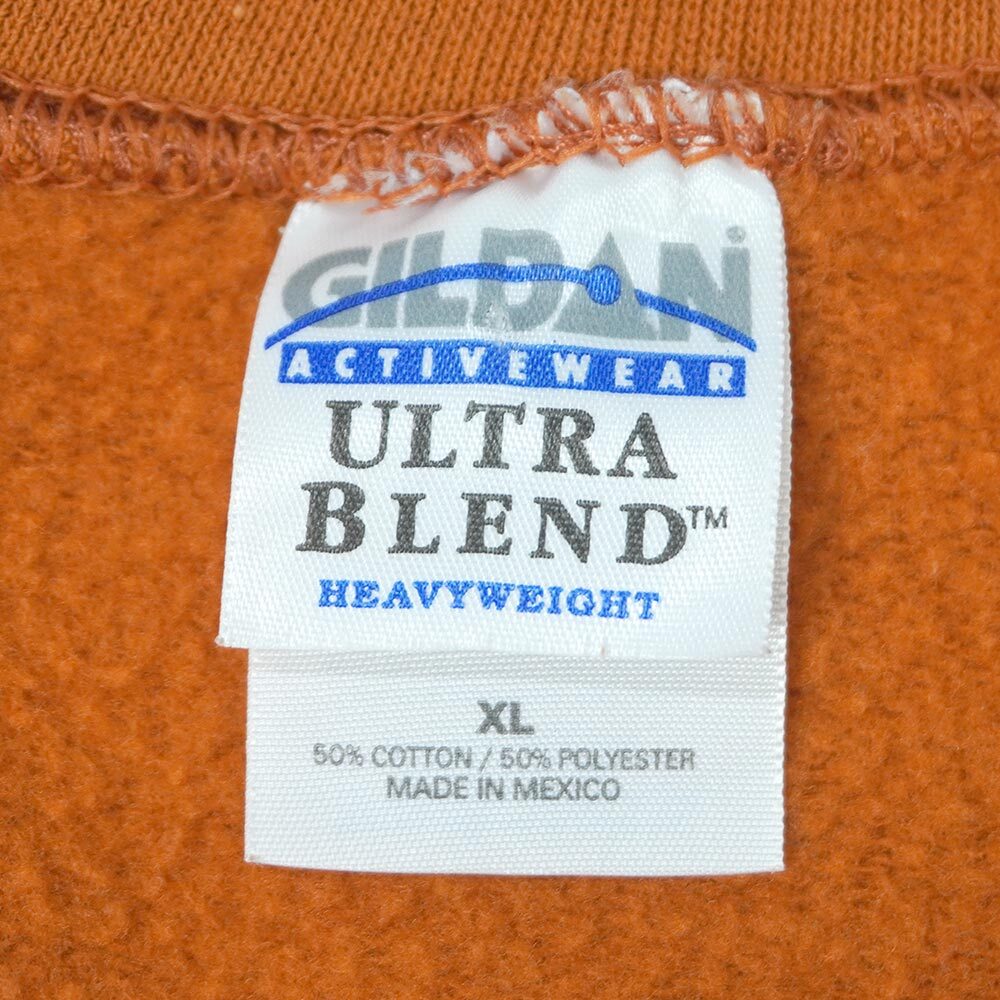 GILDAN
ACTIVEWEAR
ULTRA
BLEND™
HEAVYWEIGHT
XL
50% COTTON / 50% POLYESTER
MADE IN MEXICO